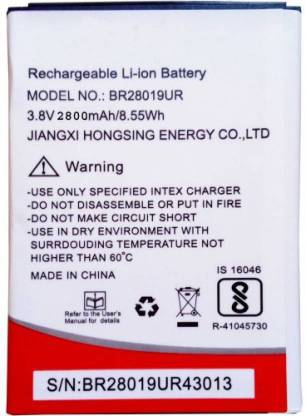 Rechargeable Li-ion Battery
MODEL NO.: BR28019UR
3.8V 2800mAh/8.55Wh
JIANGXI HONGSING ENERGY CO.,LTD
Warning
-USE ONLY SPECIFIED INTEX CHARGER
-DO NOT DISASSEMBLE OR PUT IN FIRE
-DO NOT MAKE CIRCUIT SHORT
-USE IN DRY ENVIRONMENT WITH
SURRDOUDING TEMPERATURE NOT
HIGHER THAN 60°C
MADE IN CHINA
IS 16046
Refer to the User's
Manual for details
R-41045730
S/N:BR28019UR43013